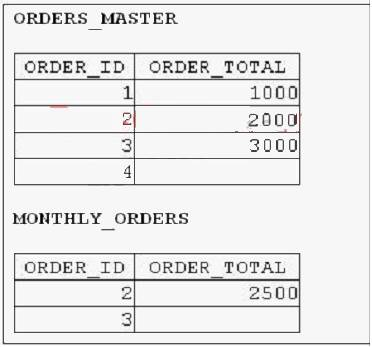 ORDERS_MASTER
ORDER_ID ORDER_TOTAL
1 1000
2 2000
3 3000
4
MONTHLY_ORDERS
ORDER_ID ORDER_TOTAL
2 2500
3